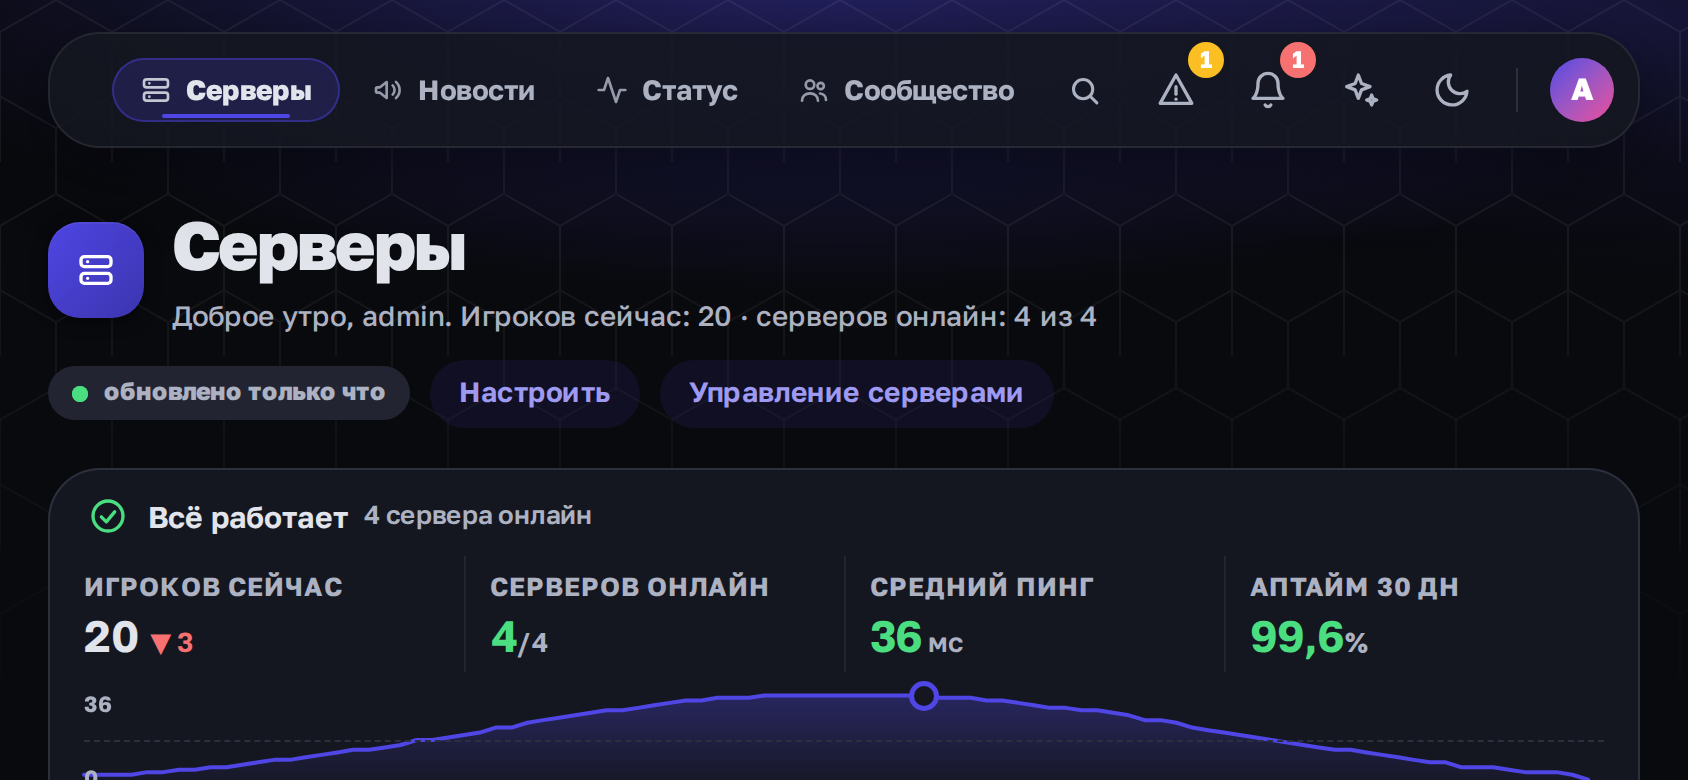 Серверы Новости Статус Сообщество 1 1 A
Серверы
Доброе утро, admin. Игроков сейчас: 20 · серверов онлайн: 4 из 4
обновлено только что Настроить Управление серверами
Всё работает 4 сервера онлайн
ИГРОКОВ СЕЙЧАС СЕРВЕРОВ ОНЛАЙН СРЕДНИЙ ПИНГ АПТАЙМ 30 ДН
20 ▼3 4/4 36 мс 99,6%
36
0